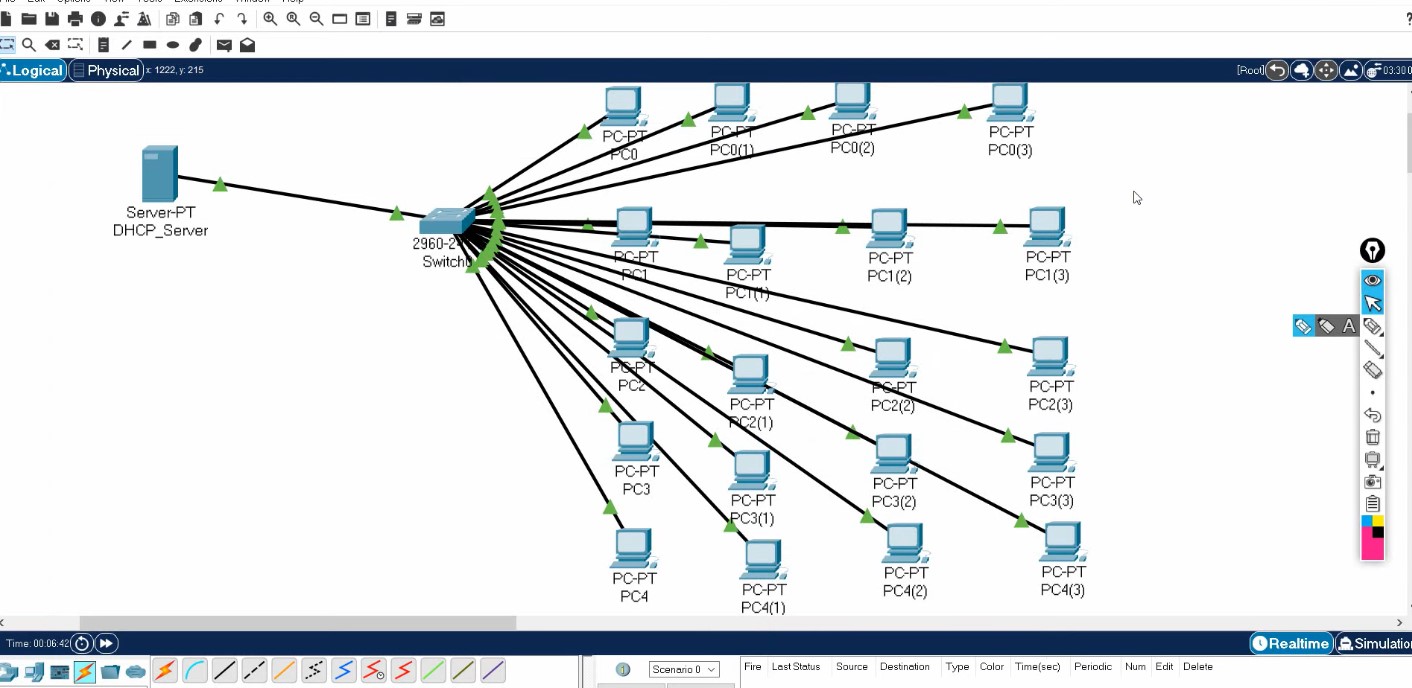 Logical
Physical
x: 1222, y: 215
[Root]
03:30:0
PC-PT
PC0
PC-PT
PC0(1)
PC-PT
PC0(2)
PC-PT
PC0(3)
Server-PT
DHCP_Server
2960-2
Switch0
PC-PT
PC1
PC-PT
PC1(1)
PC-PT
PC1(2)
PC-PT
PC1(3)
PC-PT
PC2
PC-PT
PC2(1)
PC-PT
PC2(2)
PC-PT
PC2(3)
PC-PT
PC3
PC-PT
PC3(1)
PC-PT
PC3(2)
PC-PT
PC3(3)
PC-PT
PC4
PC-PT
PC4(1)
PC-PT
PC4(2)
PC-PT
PC4(3)
A
Time: 00:06:42
Realtime
Simulatio
Scenario 0
Fire Last Status Source Destination Type Color Time(sec) Periodic Num Edit Delete